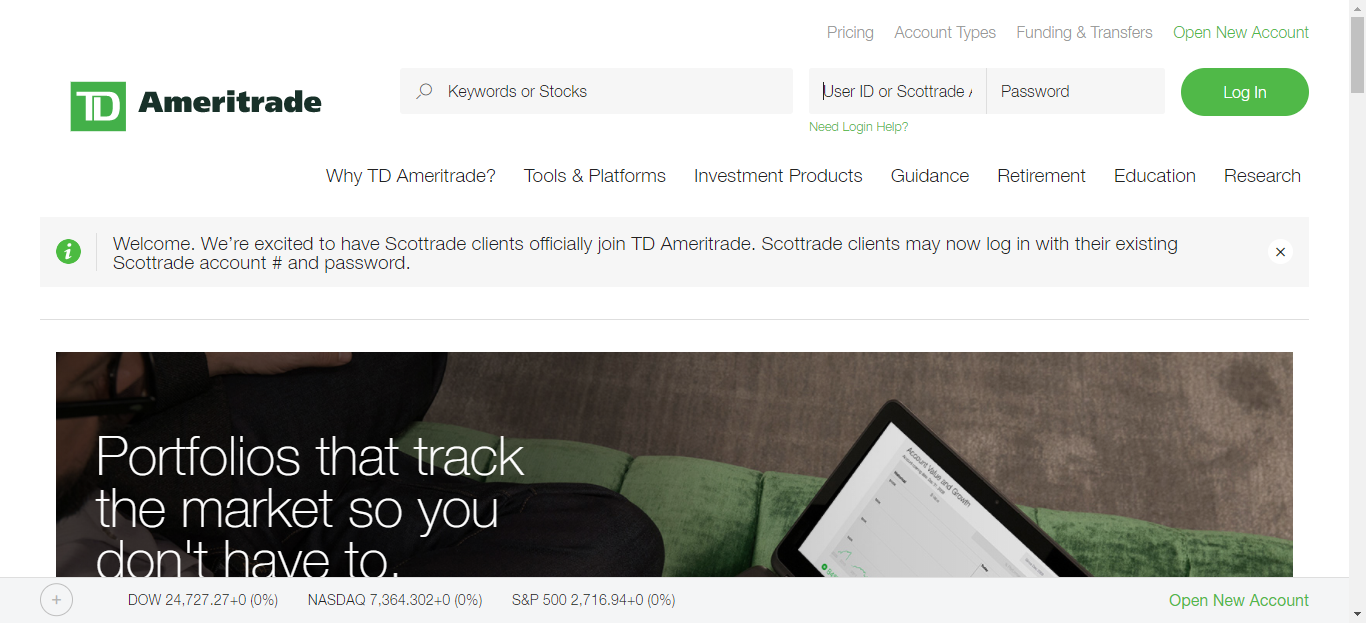 Pricing Account Types Funding & Transfers Open New Account
TD Ameritrade
Keywords or Stocks
User ID or Scottrade
Password
Log In
Need Login Help?
Why TD Ameritrade? Tools & Platforms Investment Products Guidance Retirement Education Research
i
Welcome. We’re excited to have Scottrade clients officially join TD Ameritrade. Scottrade clients may now log in with their existing
Scottrade account # and password.
Portfolios that track
the market so you
don't have to.
Account Value and Growth
DOW 24,727.27+0 (0%) NASDAQ 7,364.302+0 (0%) S&P 500 2,716.94+0 (0%)
Open New Account